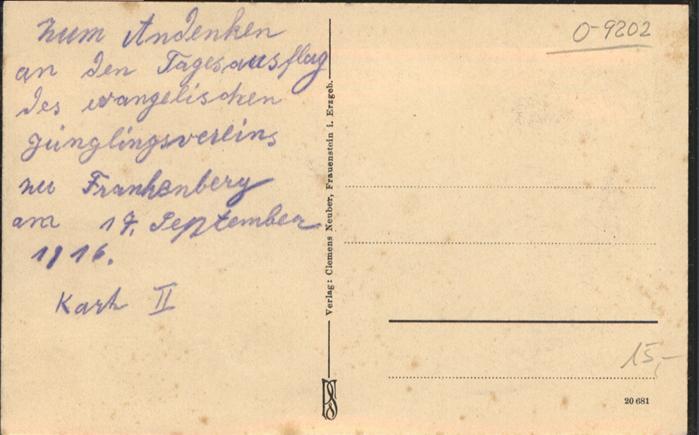 Zum Andenken
an den Tagesausflug
des evangelischen
Jünglingsvereins
zu Frankenberg
am 17. September
1916.
Karl II
Verlag: Clemens Neuber, Frauenstein i. Erzgeb.
O-9202
15,-
20 681